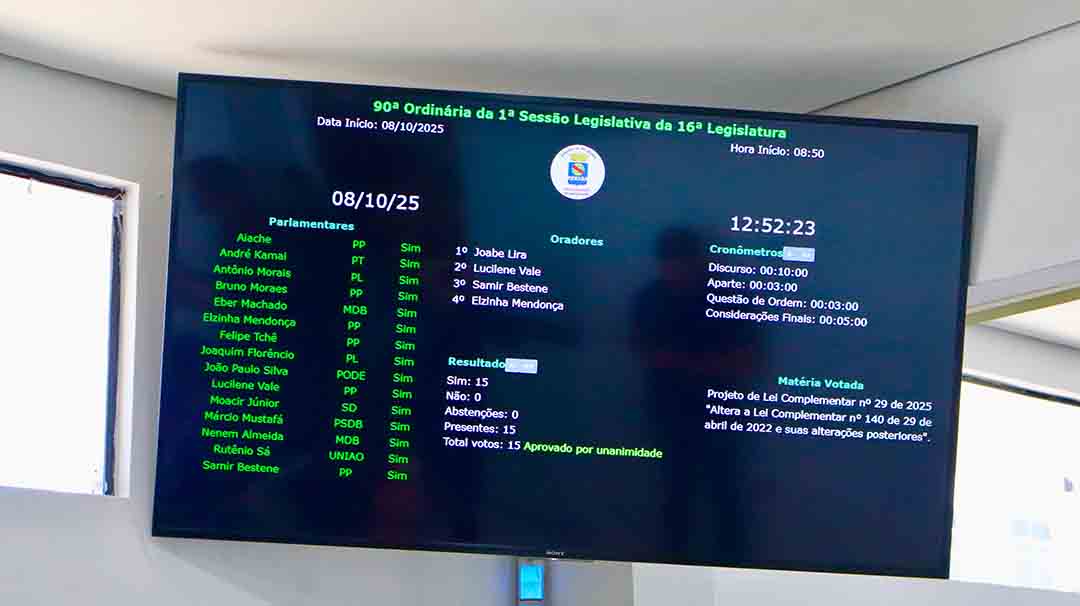 90ª Ordinária da 1ª Sessão Legislativa da 16ª Legislatura
Data Início: 08/10/2025
Hora Início: 08:50
08/10/25
12:52:23
Parlamentares
Aiache PP Sim
André Kamai PT Sim
Antônio Morais PL Sim
Bruno Moraes PP Sim
Eber Machado MDB Sim
Elzinha Mendonça PP Sim
Felipe Tchê PP Sim
Joaquim Florêncio PL Sim
João Paulo Silva PODE Sim
Lucilene Vale PP Sim
Moacir Júnior SD Sim
Márcio Mustafá PSDB Sim
Nenem Almeida MDB Sim
Rutênio Sá UNIAO Sim
Samir Bestene PP Sim
Oradores
1º Joabe Lira
2º Lucilene Vale
3º Samir Bestene
4º Elzinha Mendonça
Resultado
Sim: 15
Não: 0
Abstenções: 0
Presentes: 15
Total votos: 15 Aprovado por unanimidade
Cronômetros
Discurso: 00:10:00
Aparte: 00:03:00
Questão de Ordem: 00:03:00
Considerações Finais: 00:05:00
Matéria Votada
Projeto de Lei Complementar nº 29 de 2025
"Altera a Lei Complementar nº 140 de 29 de
abril de 2022 e suas alterações posteriores".
SONY